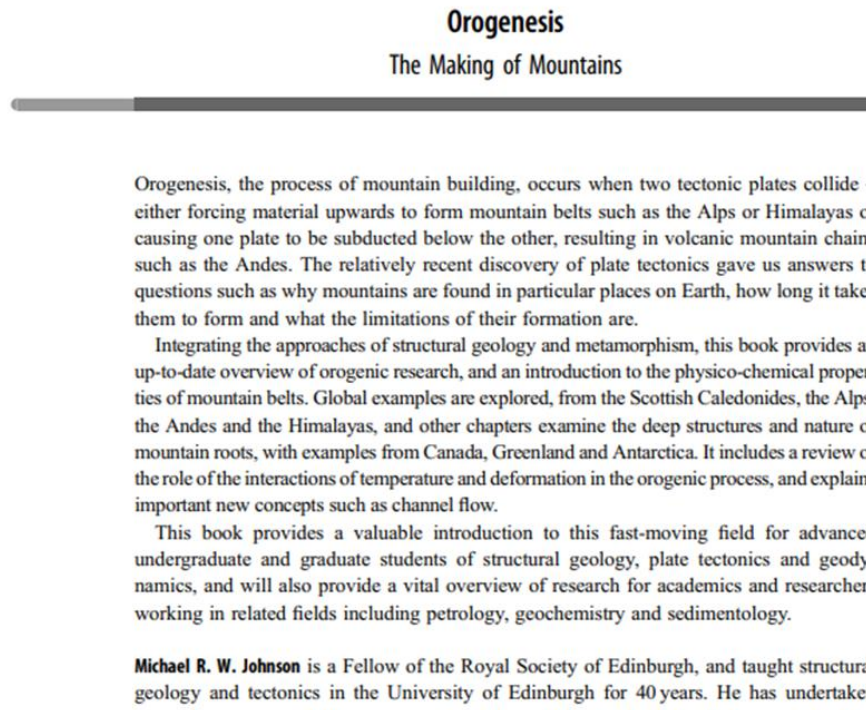 Orogenesis
The Making of Mountains
Orogenesis, the process of mountain building, occurs when two tectonic plates collide
either forcing material upwards to form mountain belts such as the Alps or Himalayas
causing one plate to be subducted below the other, resulting in volcanic mountain chain
such as the Andes. The relatively recent discovery of plate tectonics gave us answers t
questions such as why mountains are found in particular places on Earth, how long it take
them to form and what the limitations of their formation are.
Integrating the approaches of structural geology and metamorphism, this book provides a
up-to-date overview of orogenic research, and an introduction to the physico-chemical proper
ties of mountain belts. Global examples are explored, from the Scottish Caledonides, the Alps
the Andes and the Himalayas, and other chapters examine the deep structures and nature o
mountain roots, with examples from Canada, Greenland and Antarctica. It includes a review o
the role of the interactions of temperature and deformation in the orogenic process, and explain
important new concepts such as channel flow.
This book provides a valuable introduction to this fast-moving field for advance
undergraduate and graduate students of structural geology, plate tectonics and geody
namics, and will also provide a vital overview of research for academics and researcher
working in related fields including petrology, geochemistry and sedimentology.
Michael R. W. Johnson is a Fellow of the Royal Society of Edinburgh, and taught structura
geology and tectonics in the University of Edinburgh for 40 years. He has undertake